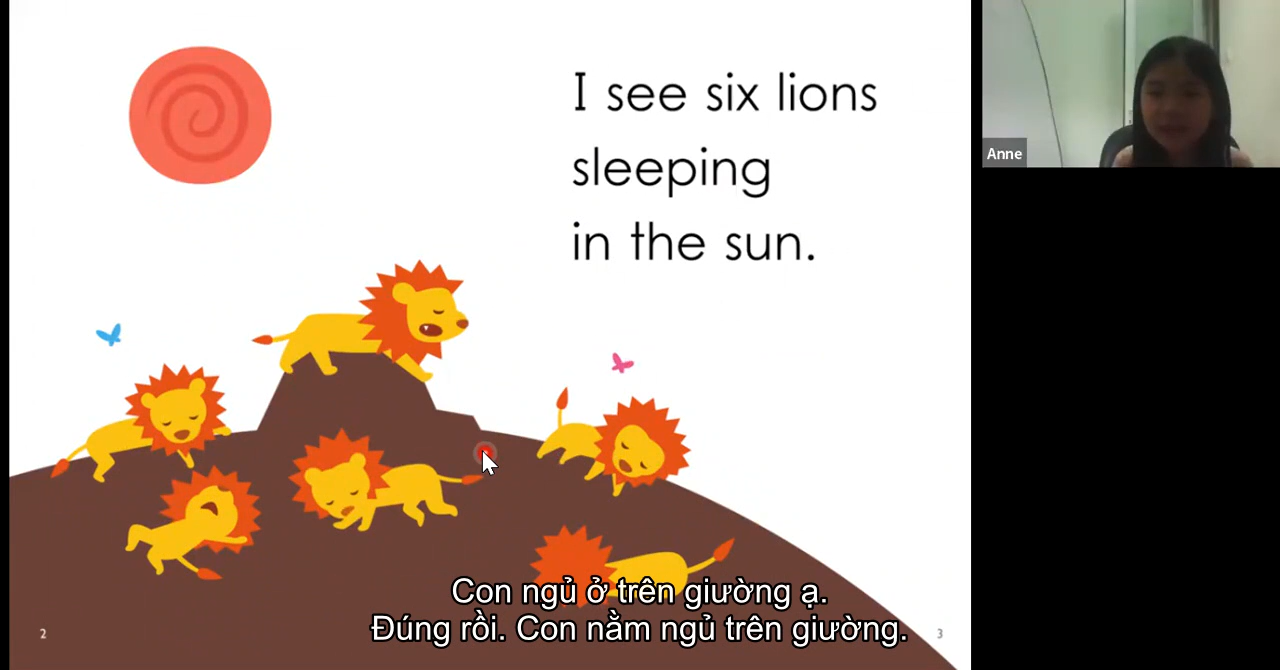 I see six lions
sleeping
in the sun.
Anne
Con ngủ ở trên giường ạ.
Đúng rồi. Con nằm ngủ trên giường.
2
3